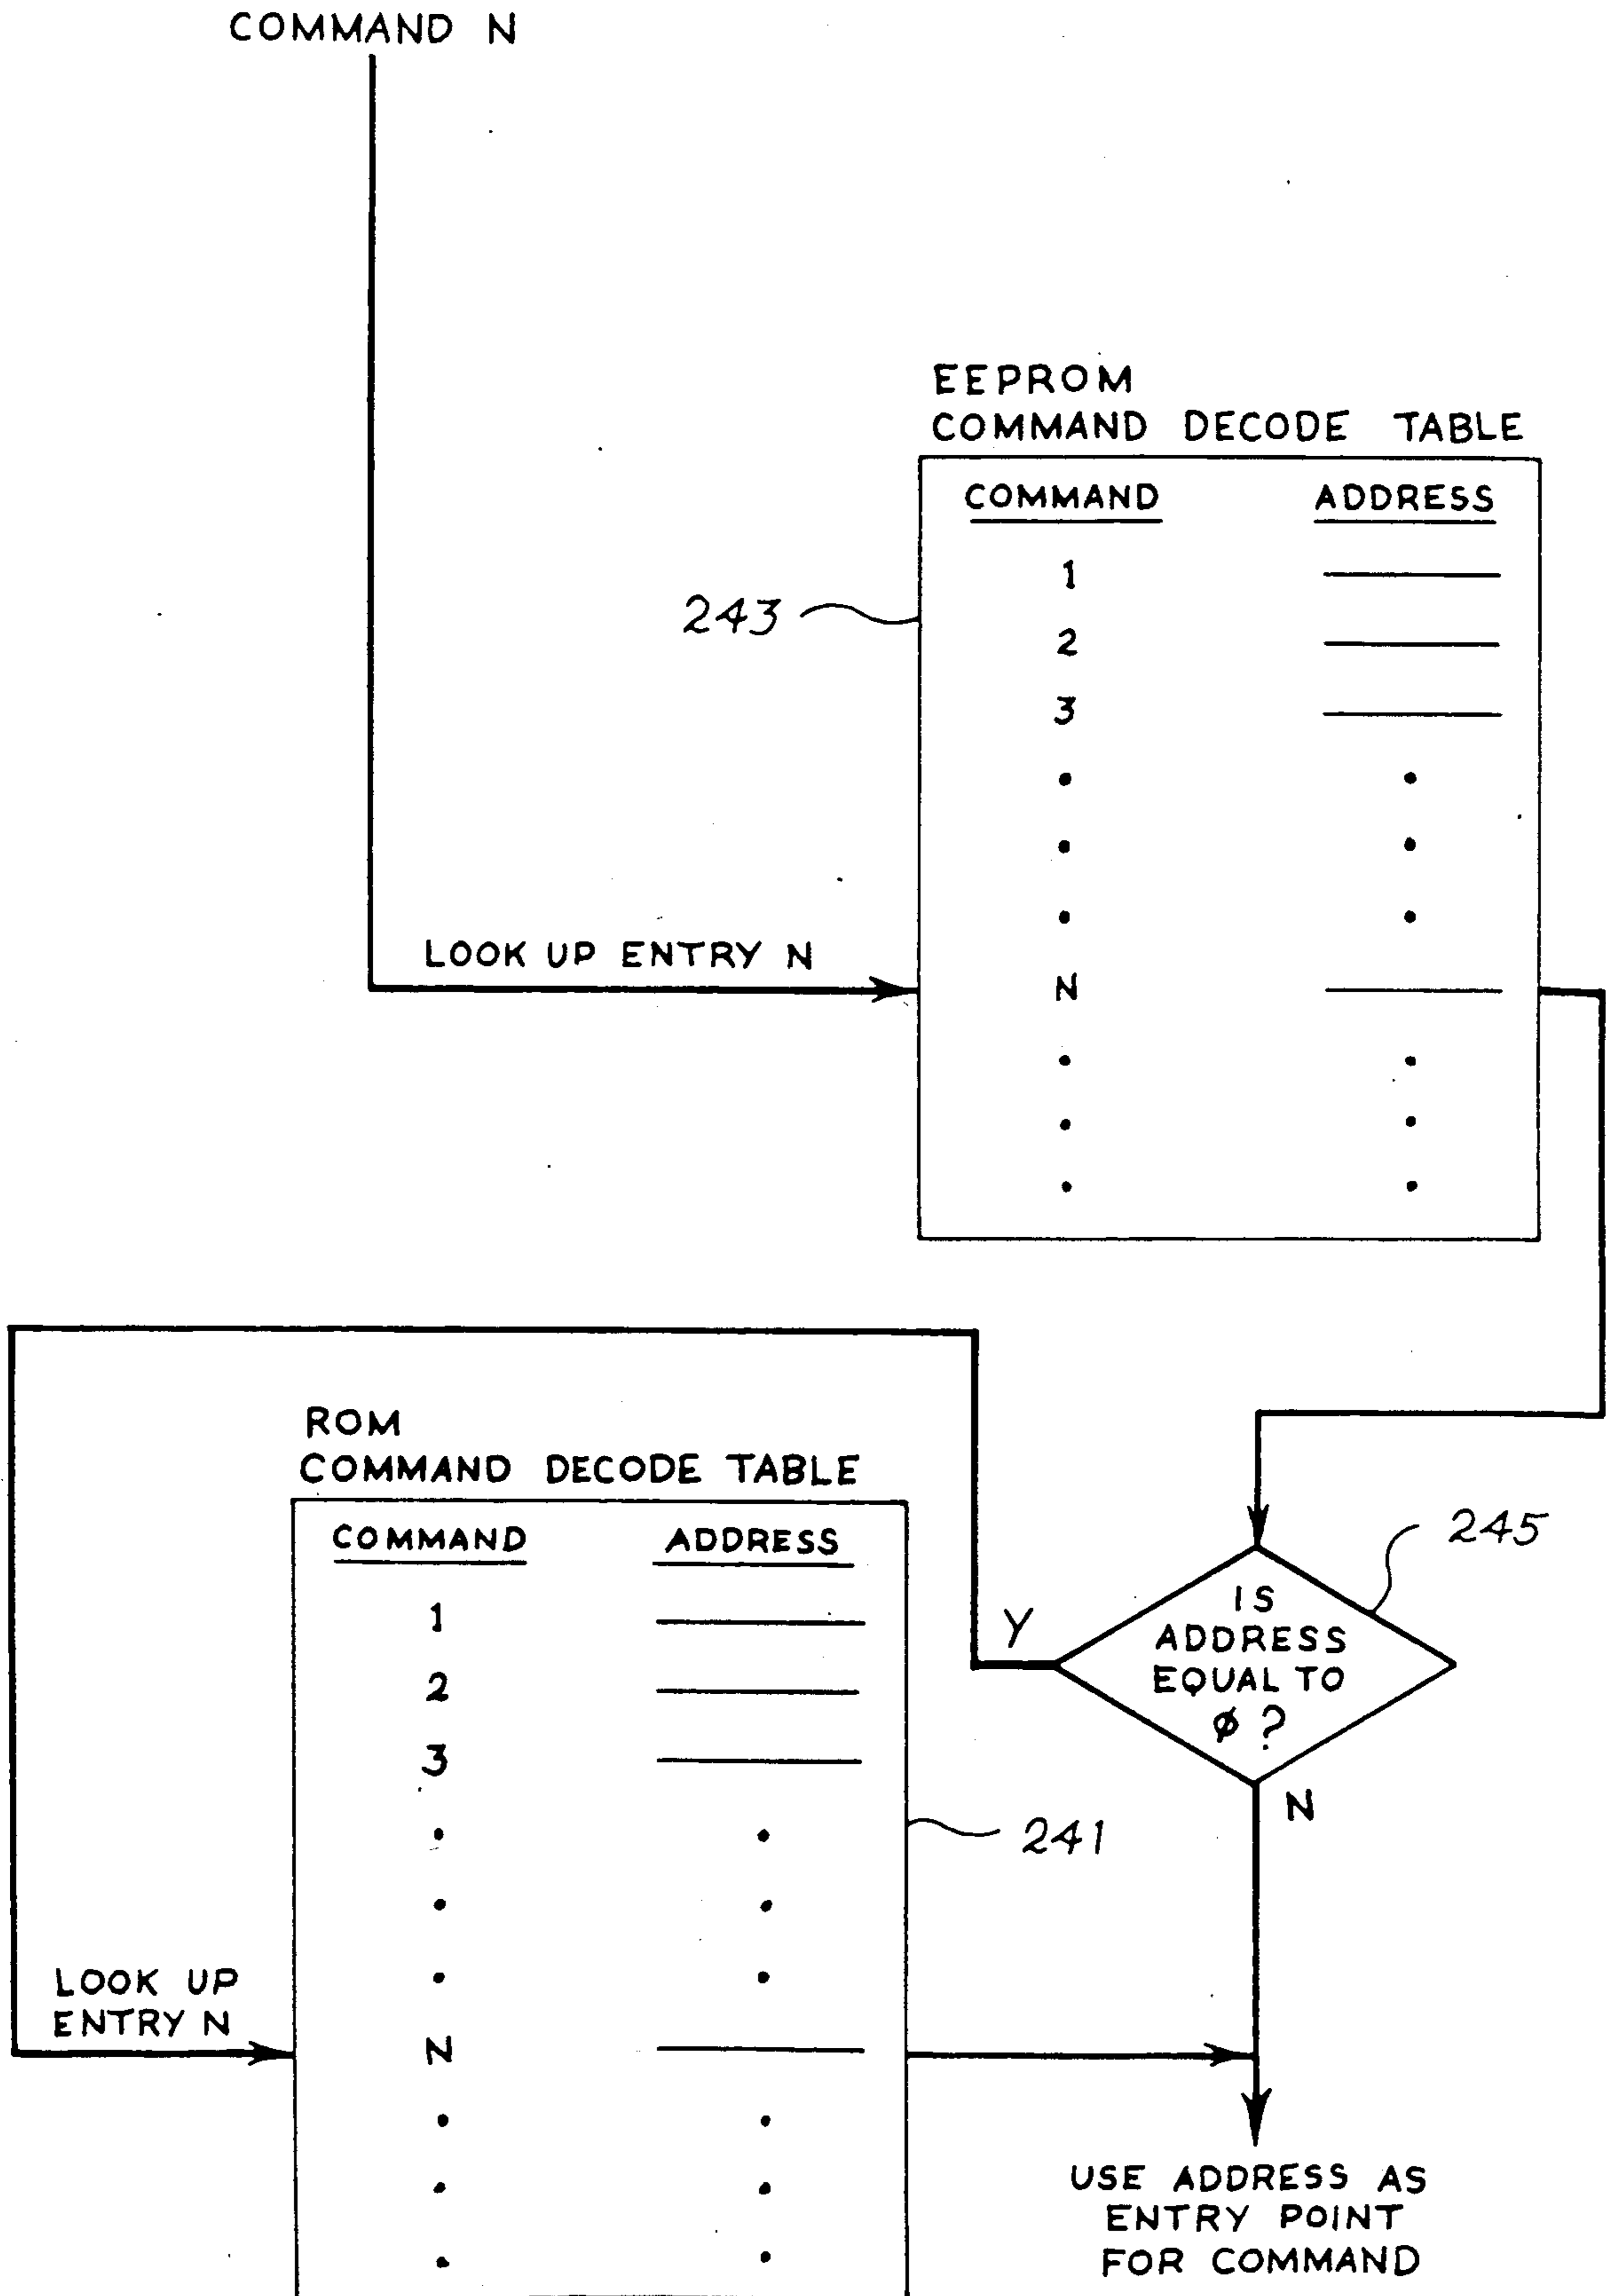 COMMAND N
EEPROM
COMMAND DECODE TABLE
COMMAND ADDRESS
1
243
2
3
LOOK UP ENTRY N
N
ROM
COMMAND DECODE TABLE
COMMAND ADDRESS
1
2
3
241
LOOK UP
ENTRY N
N
245
IS
ADDRESS
EQUAL TO
ø ?
Y
N
USE ADDRESS AS
ENTRY POINT
FOR COMMAND